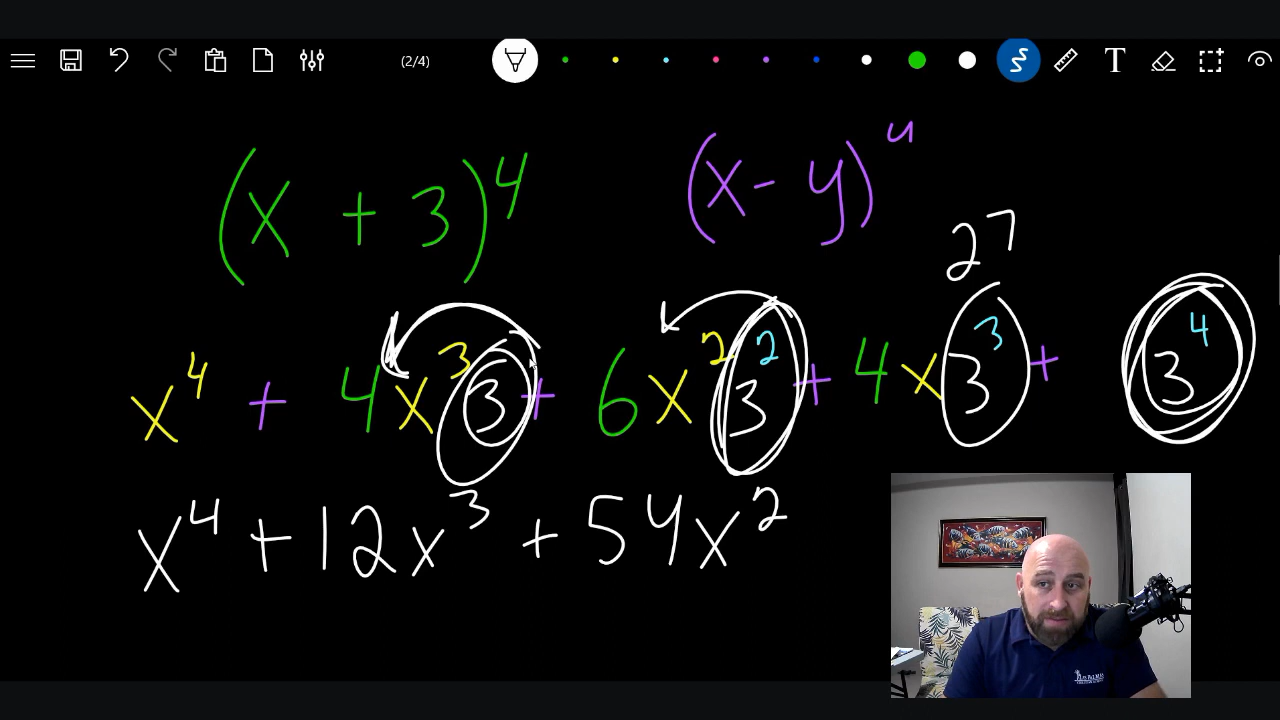 (2/4)
T
(x + 3)⁴
(x - y)⁴
27
x⁴ + 4x³3 + 6x²3² + 4x3³ + 3⁴
x⁴ + 12x³ + 54x²